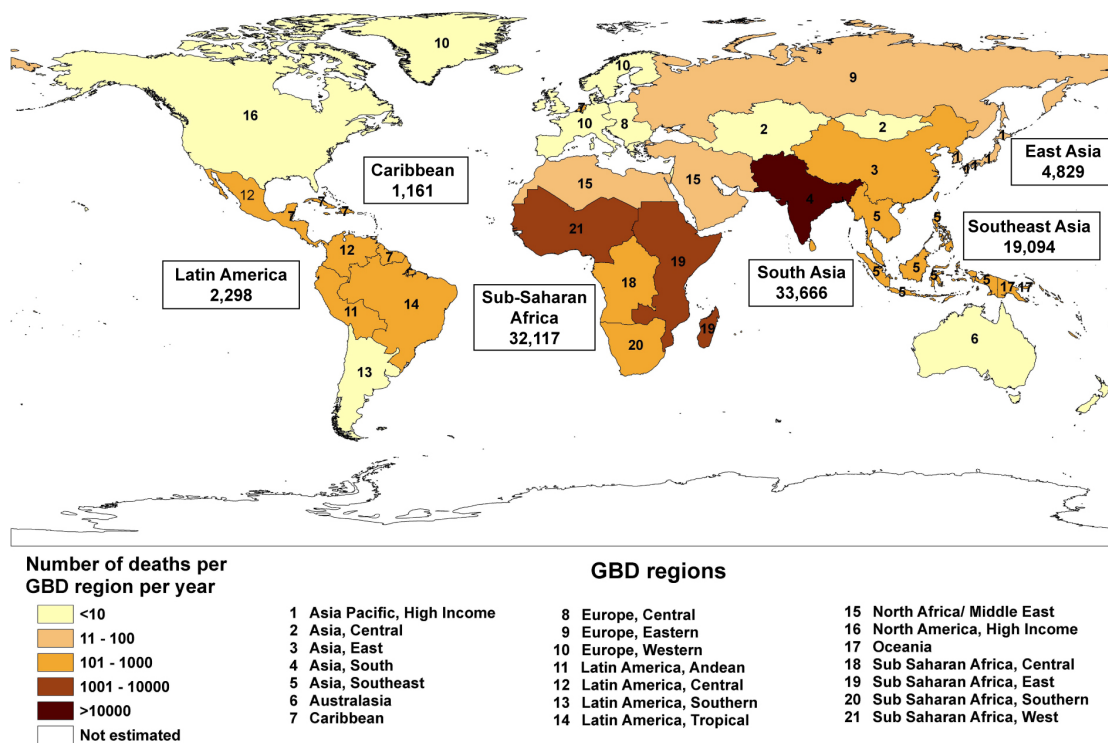 10
10
9
16
7
10
8
2
2
1
East Asia
4,829
Caribbean
1,161
1
1
3
11
12
15
15
4
7
7
7
5
5
Southeast Asia
19,094
21
12
7
19
South Asia
33,666
Latin America
2,298
Sub-Saharan
Africa
32,117
18
5
5
5
5
17
17
5
14
11
19
20
6
13
Number of deaths per
GBD region per year
<10
11 - 100
101 - 1000
1001 - 10000
>10000
Not estimated
GBD regions
1 Asia Pacific, High Income
2 Asia, Central
3 Asia, East
4 Asia, South
5 Asia, Southeast
6 Australasia
7 Caribbean
8 Europe, Central
9 Europe, Eastern
10 Europe, Western
11 Latin America, Andean
12 Latin America, Central
13 Latin America, Southern
14 Latin America, Tropical
15 North Africa/ Middle East
16 North America, High Income
17 Oceania
18 Sub Saharan Africa, Central
19 Sub Saharan Africa, East
20 Sub Saharan Africa, Southern
21 Sub Saharan Africa, West